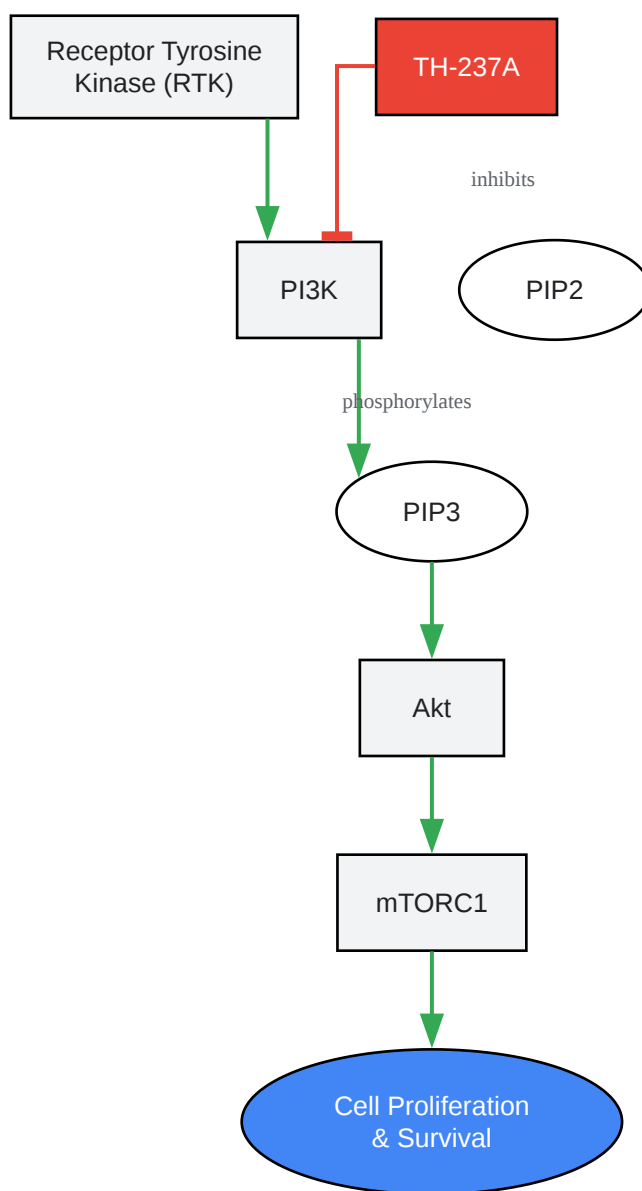 Receptor Tyrosine
Kinase (RTK)
TH-237A
inhibits
PI3K
PIP2
phosphorylates
PIP3
Akt
mTORC1
Cell Proliferation
& Survival